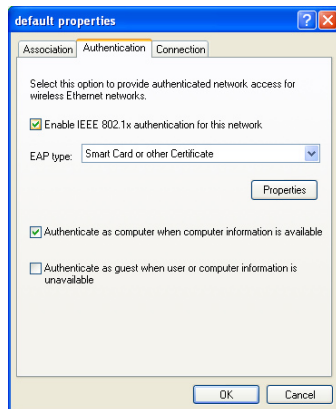 default properties
Association Authentication Connection
Select this option to provide authenticated network access for
wireless Ethernet networks.
Enable IEEE 802.1x authentication for this network
EAP type: Smart Card or other Certificate
Properties
Authenticate as computer when computer information is available
Authenticate as guest when user or computer information is
unavailable
OK Cancel